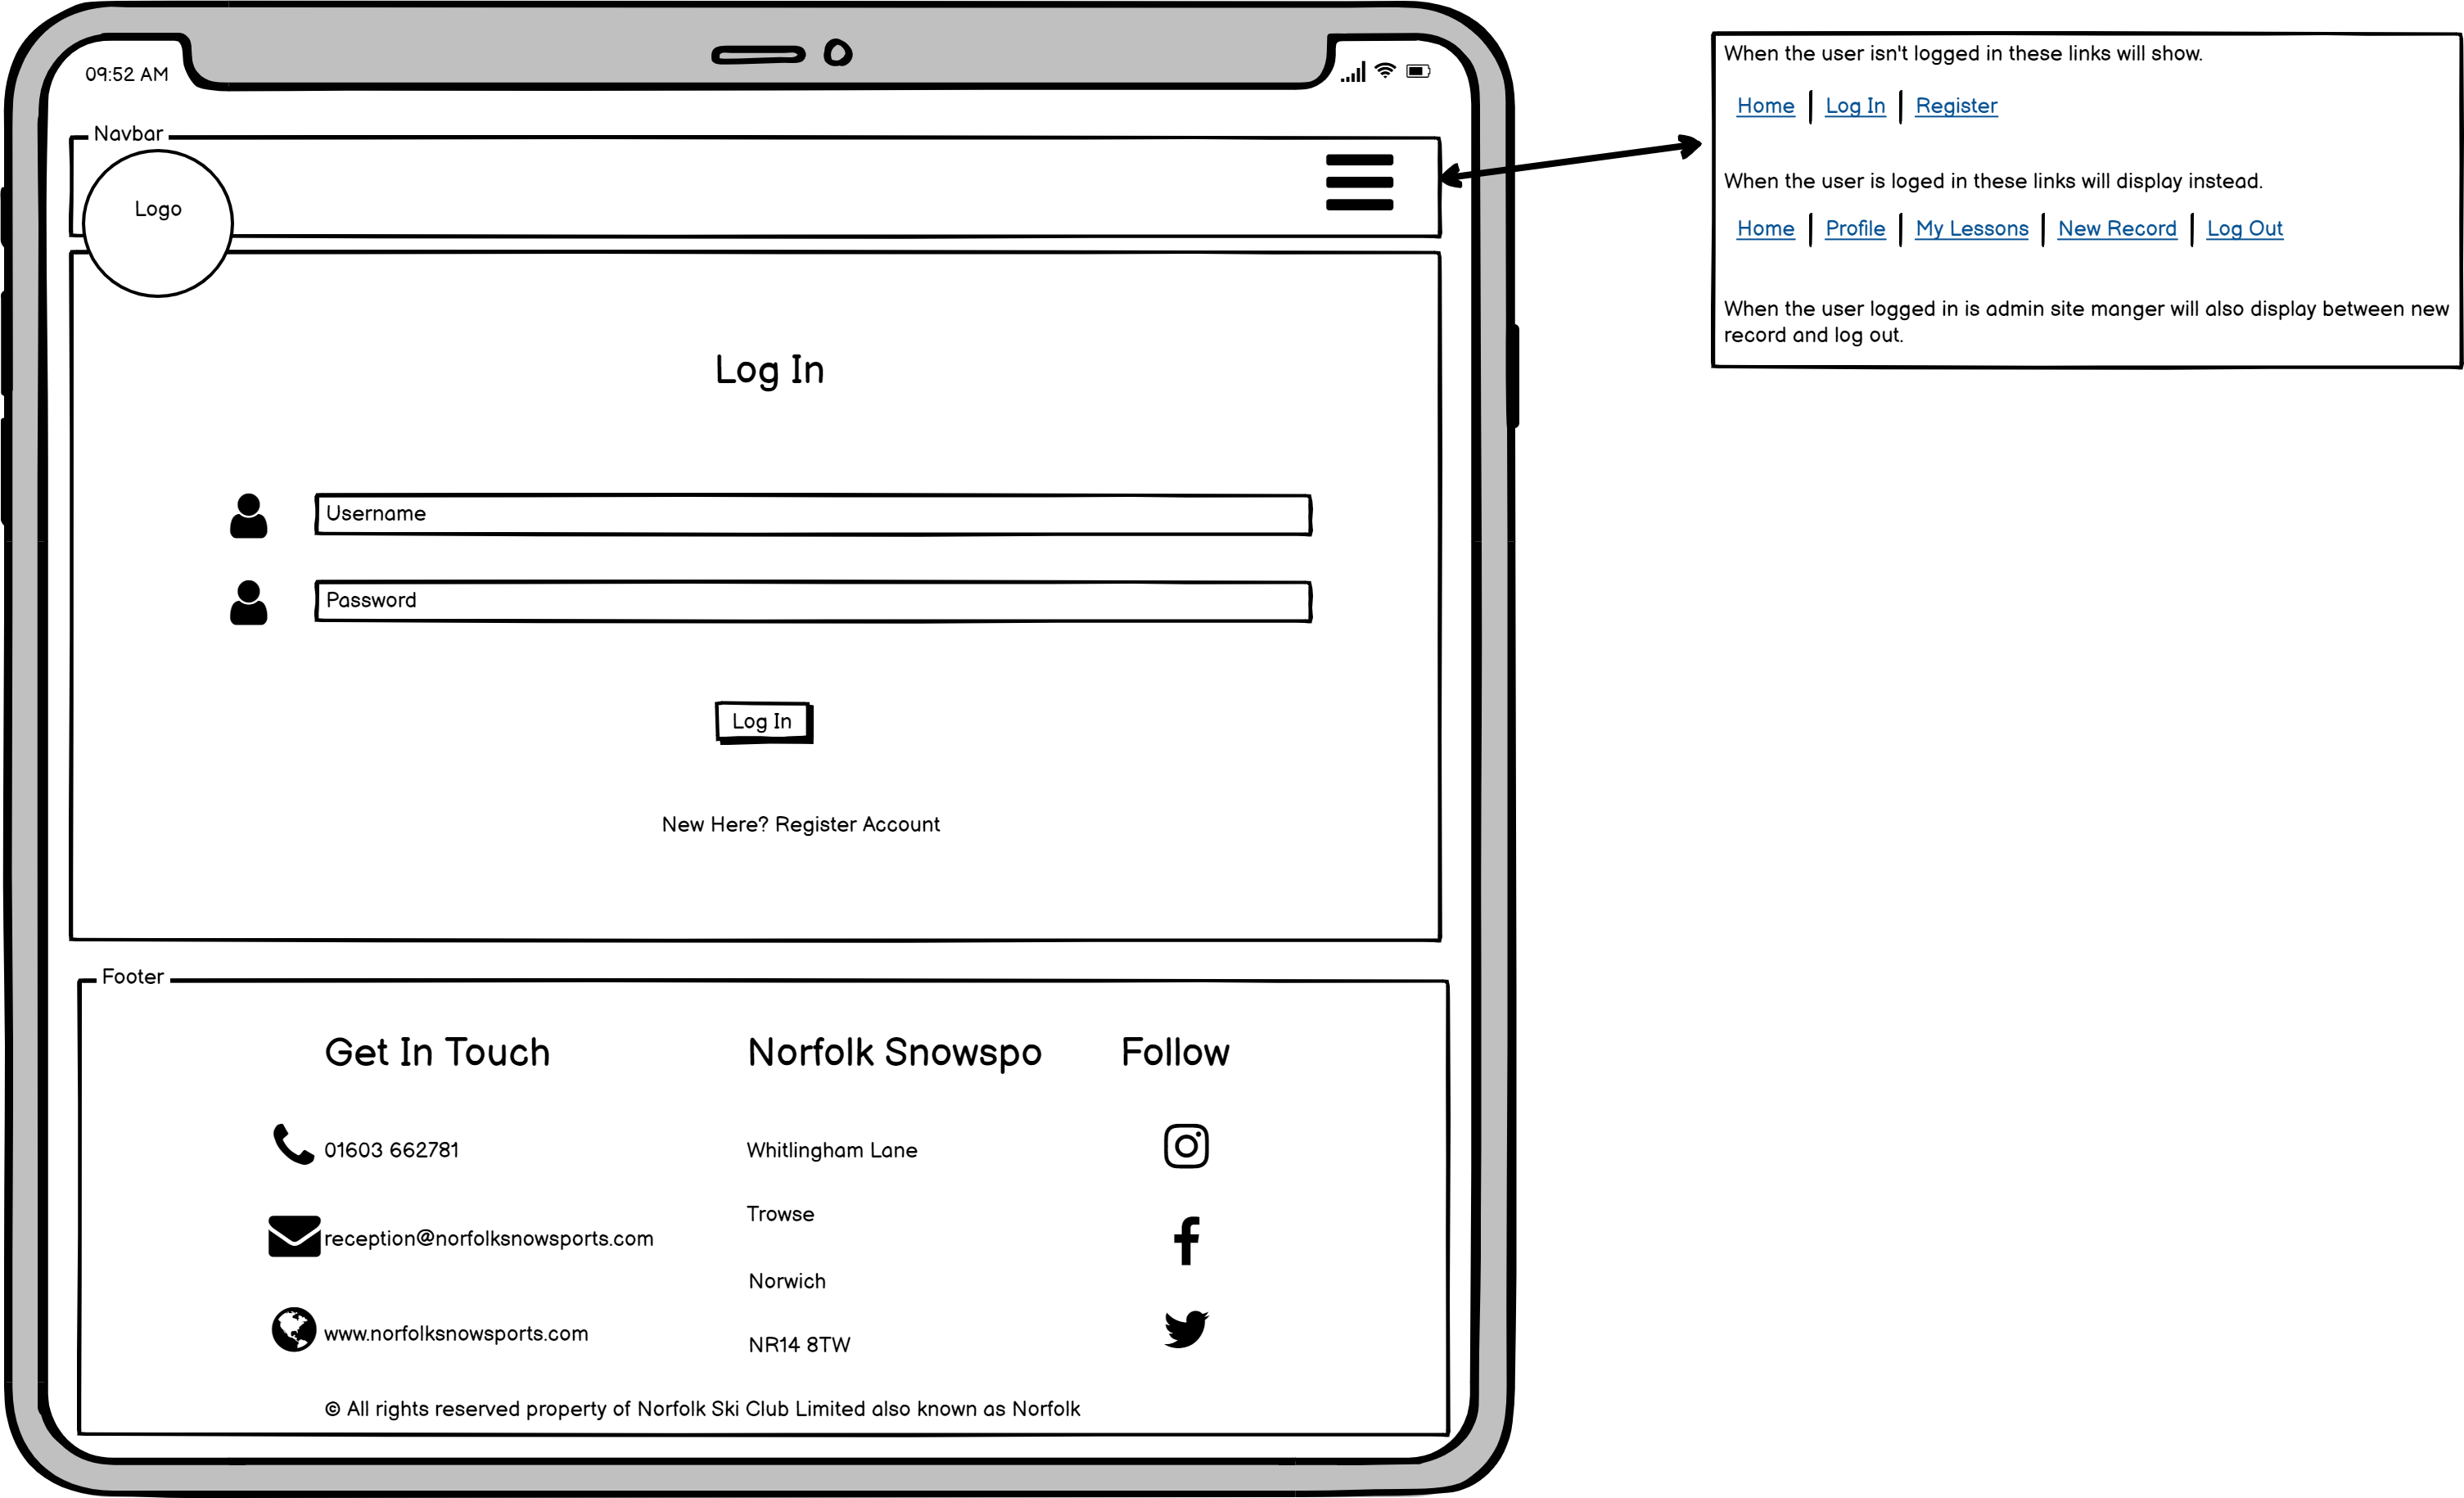 09:52 AM
Navbar
Logo
Log In
Username
Password
Log In
New Here? Register Account
Footer
Get In Touch
01603 662781
reception@norfolksnowsports.com
www.norfolksnowsports.com
Norfolk Snowspo
Whitlingham Lane
Trowse
Norwich
NR14 8TW
Follow
© All rights reserved property of Norfolk Ski Club Limited also known as Norfolk
When the user isn't logged in these links will show.
Home | Log In | Register
When the user is loged in these links will display instead.
Home | Profile | My Lessons | New Record | Log Out
When the user logged in is admin site manger will also display between new
record and log out.